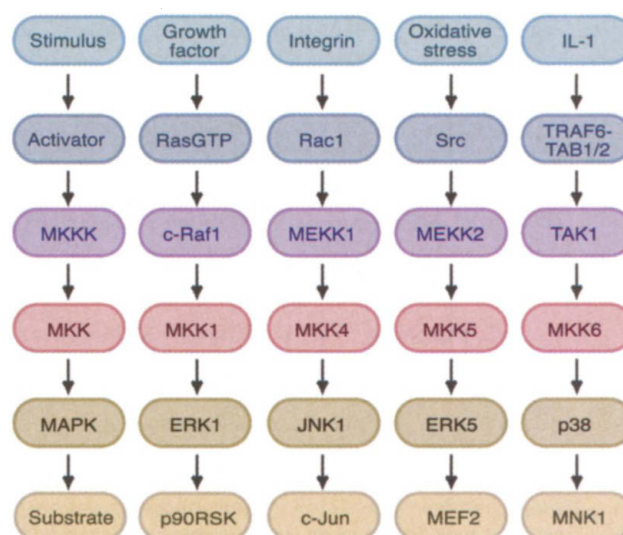 Stimulus
Growth
factor
Integrin
Oxidative
stress
IL-1
Activator
RasGTP
Rac1
Src
TRAF6-
TAB1/2
MKKK
c-Raf1
MEKK1
MEKK2
TAK1
MKK
MKK1
MKK4
MKK5
MKK6
MAPK
ERK1
JNK1
ERK5
p38
Substrate
p90RSK
c-Jun
MEF2
MNK1